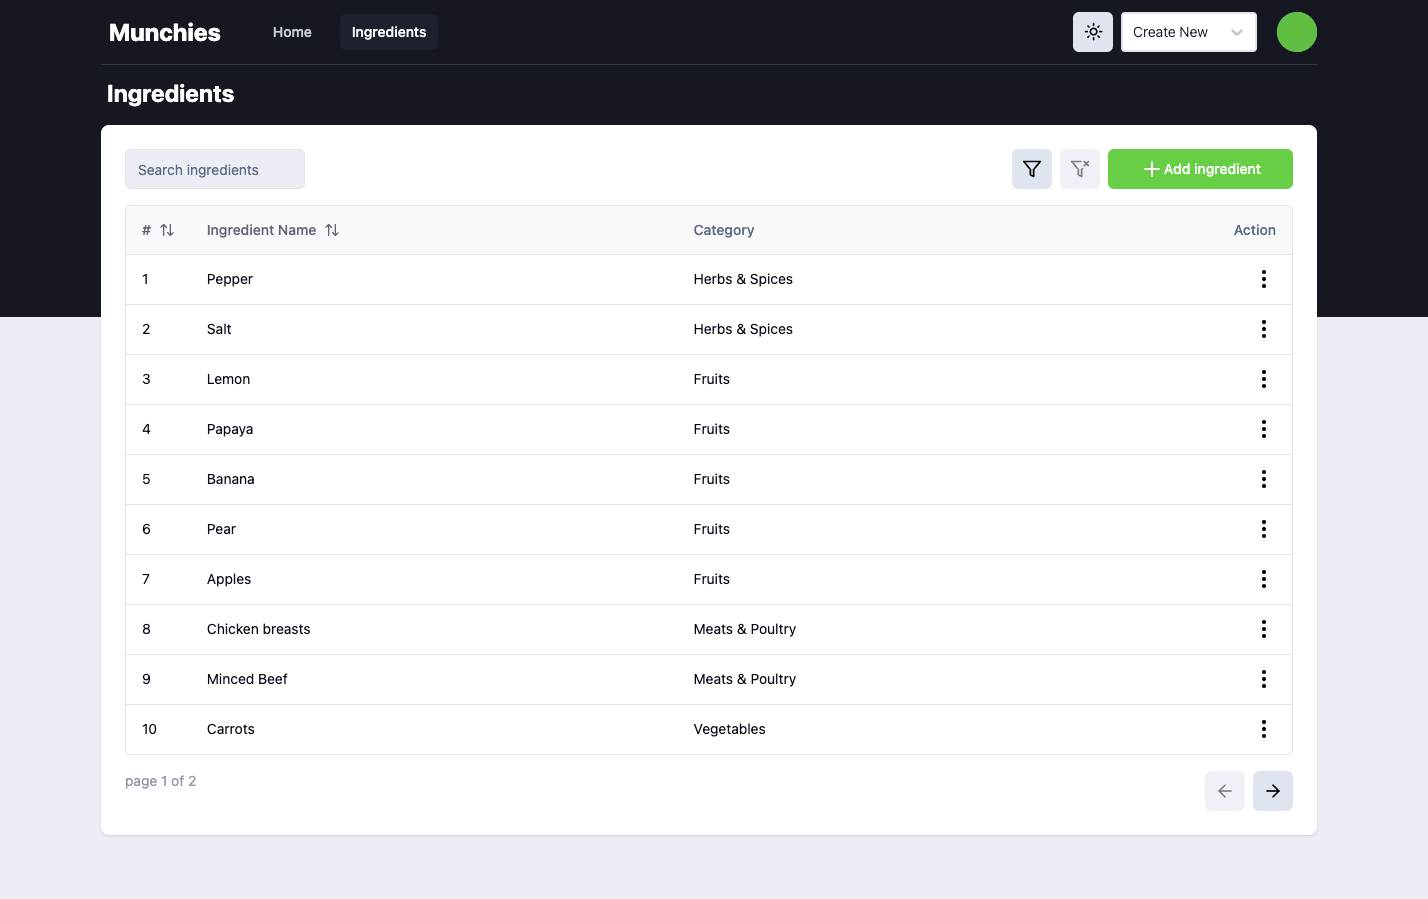 Munchies Home Ingredients Create New
Ingredients
Search ingredients Add ingredient
# Ingredient Name Category Action
1 Pepper Herbs & Spices
2 Salt Herbs & Spices
3 Lemon Fruits
4 Papaya Fruits
5 Banana Fruits
6 Pear Fruits
7 Apples Fruits
8 Chicken breasts Meats & Poultry
9 Minced Beef Meats & Poultry
10 Carrots Vegetables
page 1 of 2